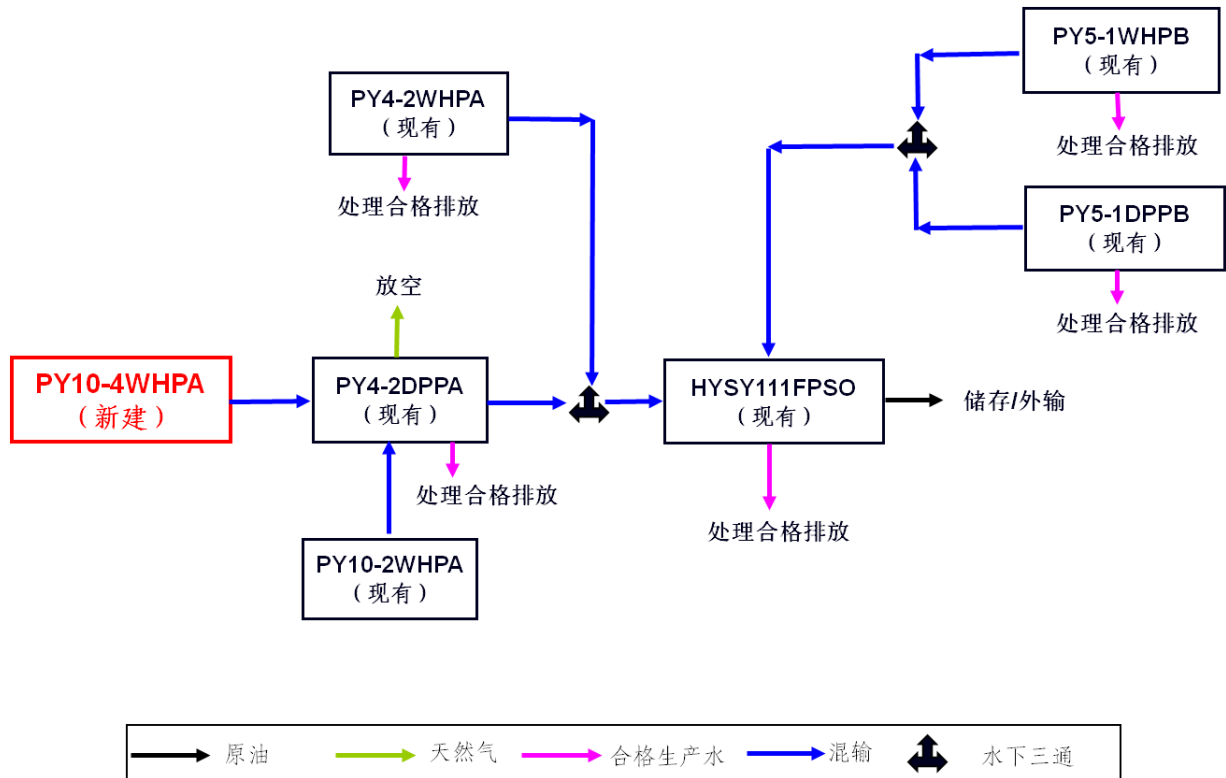 PY5-1WHPB
（现有）
处理合格排放
PY4-2WHPA
（现有）
处理合格排放
PY5-1DPPB
（现有）
处理合格排放
放空
PY10-4WHPA
（新建）
PY4-2DPPA
（现有）
处理合格排放
HYSY111FPSO
（现有）
储存/外输
处理合格排放
PY10-2WHPA
（现有）
原油
天然气
合格生产水
混输
水下三通